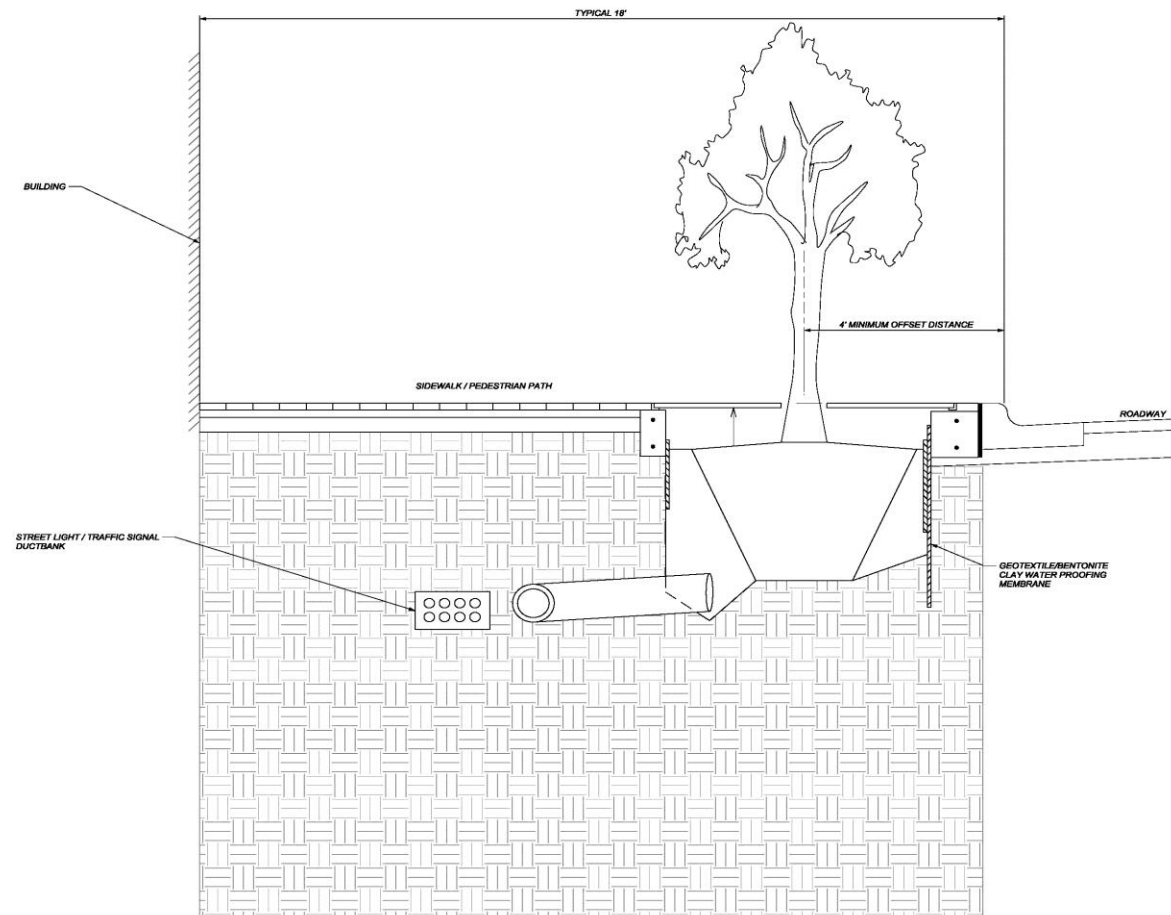 TYPICAL 18'
BUILDING
4' MINIMUM OFFSET DISTANCE
SIDEWALK / PEDESTRIAN PATH
ROADWAY
STREET LIGHT / TRAFFIC SIGNAL
DUCTBANK
GEOTEXTILE/BENTONITE
CLAY WATER PROOFING
MEMBRANE